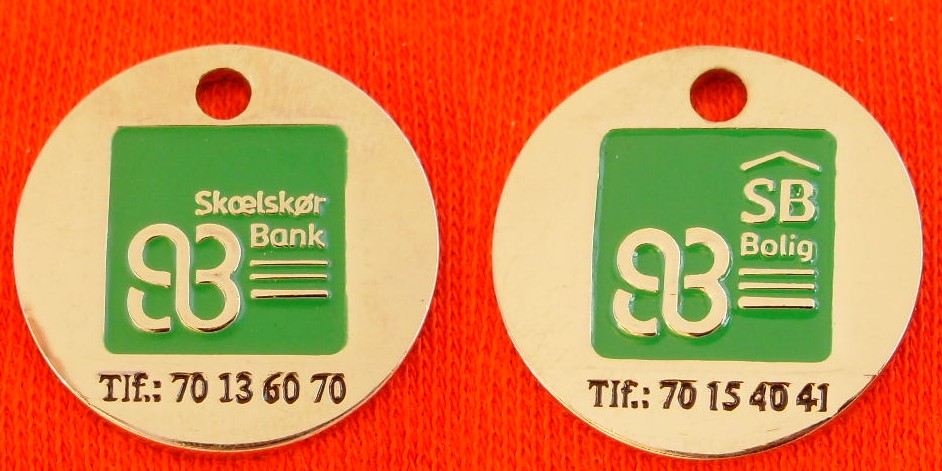 Skælskør
Bank
Tlf.: 70 13 60 70
SB
Bolig
Tlf.: 70 15 40 41